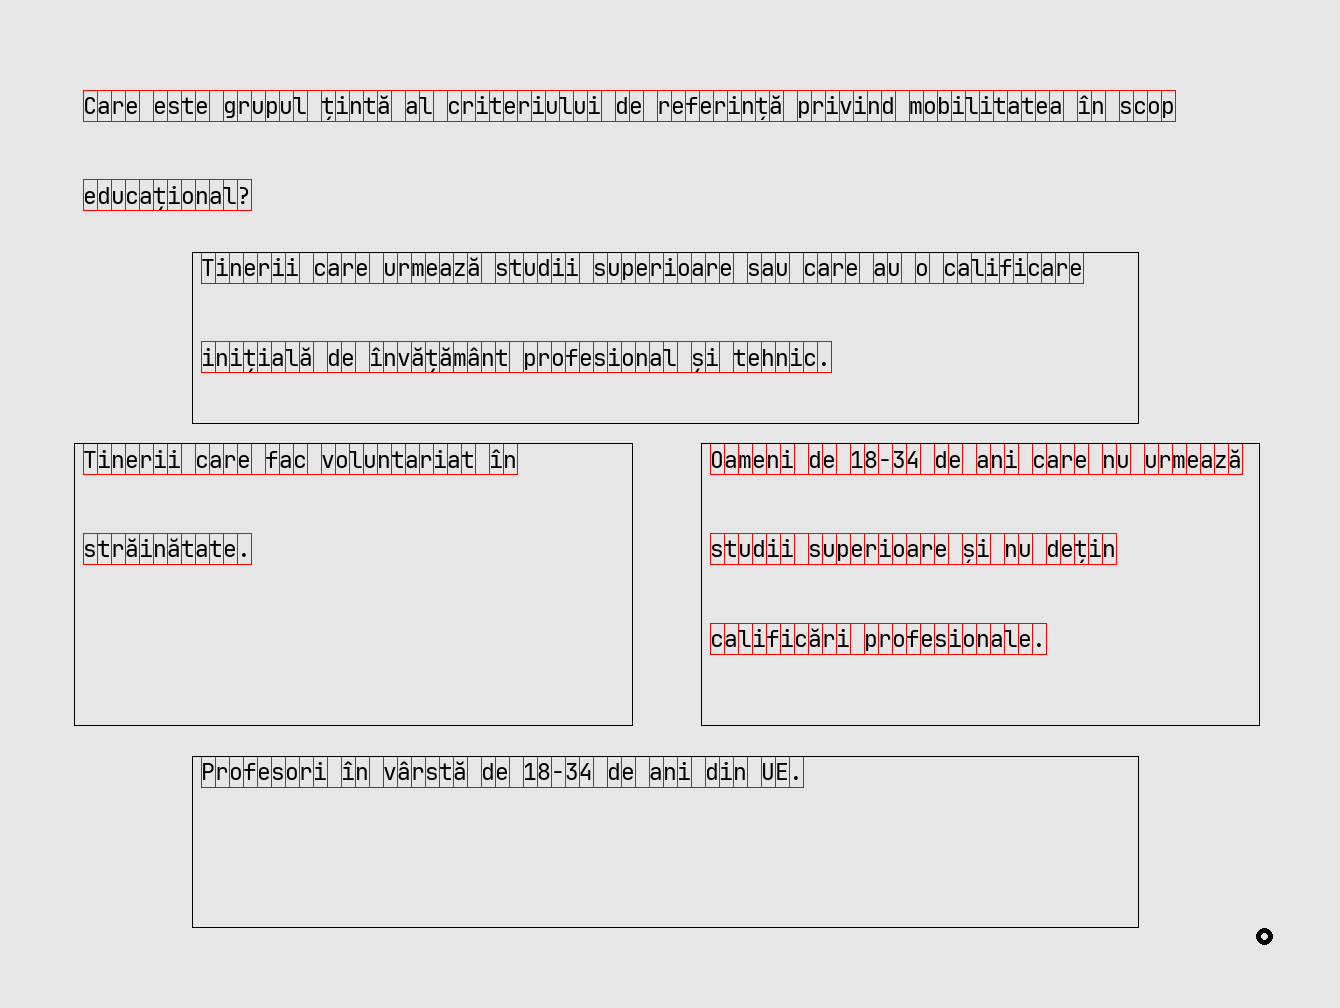 Care este grupul țintă al criteriului de referință privind mobilitatea în scop
educațional?
Tinerii care urmează studii superioare sau care au o calificare
inițială de învățământ profesional și tehnic.
Tinerii care fac voluntariat în
străinătate.
Oameni de 18-34 de ani care nu urmează
studii superioare și nu dețin
calificări profesionale.
Profesori în vârstă de 18-34 de ani din UE.